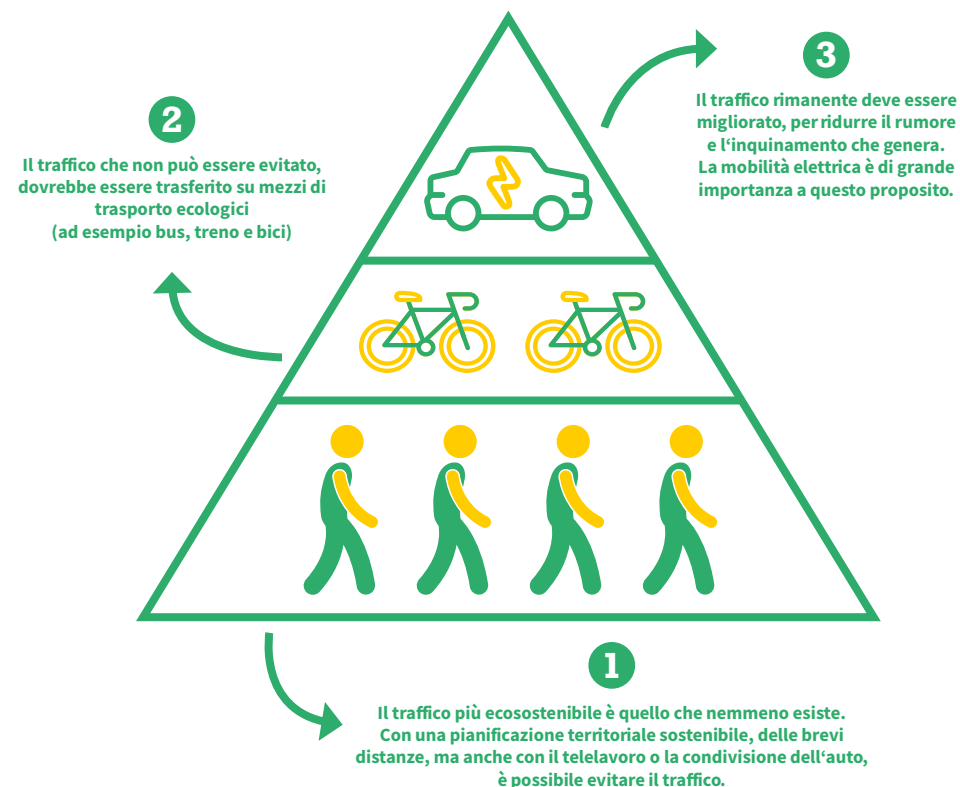 3
Il traffico rimanente deve essere
migliorato, per ridurre il rumore
e l‘inquinamento che genera.
La mobilità elettrica è di grande
importanza a questo proposito.
2
Il traffico che non può essere evitato,
dovrebbe essere trasferito su mezzi di
trasporto ecologici
(ad esempio bus, treno e bici)
1
Il traffico più ecosostenibile è quello che nemmeno esiste.
Con una pianificazione territoriale sostenibile, delle brevi
distanze, ma anche con il telelavoro o la condivisione dell‘auto,
è possibile evitare il traffico.